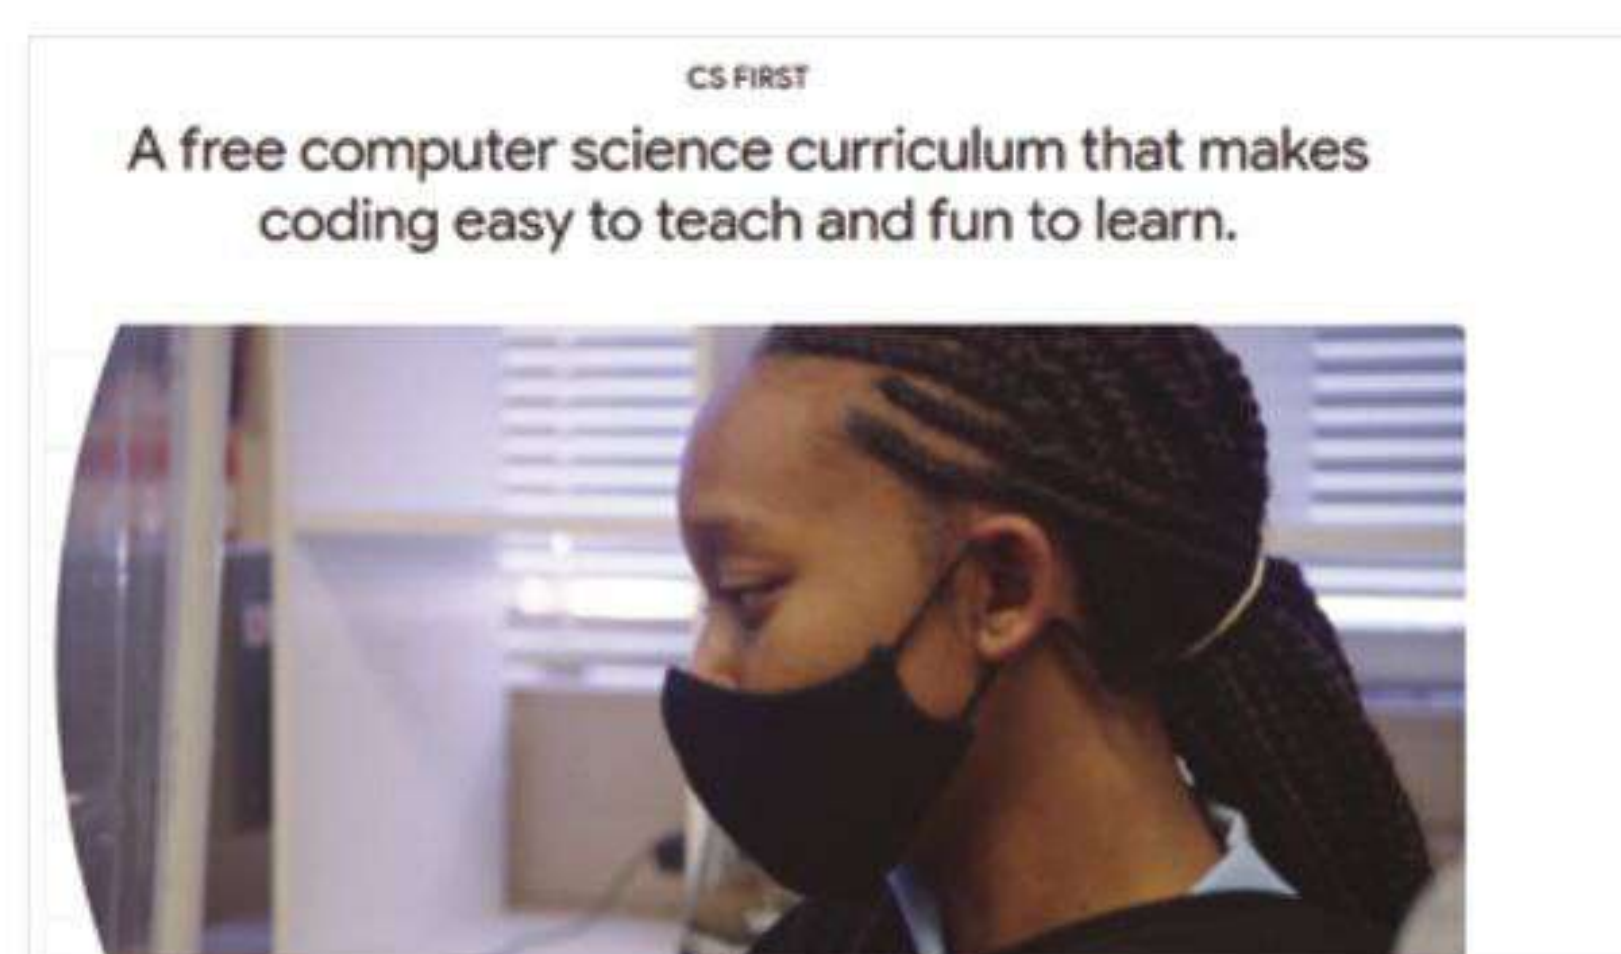 CS FIRST
A free computer science curriculum that makes
coding easy to teach and fun to learn.